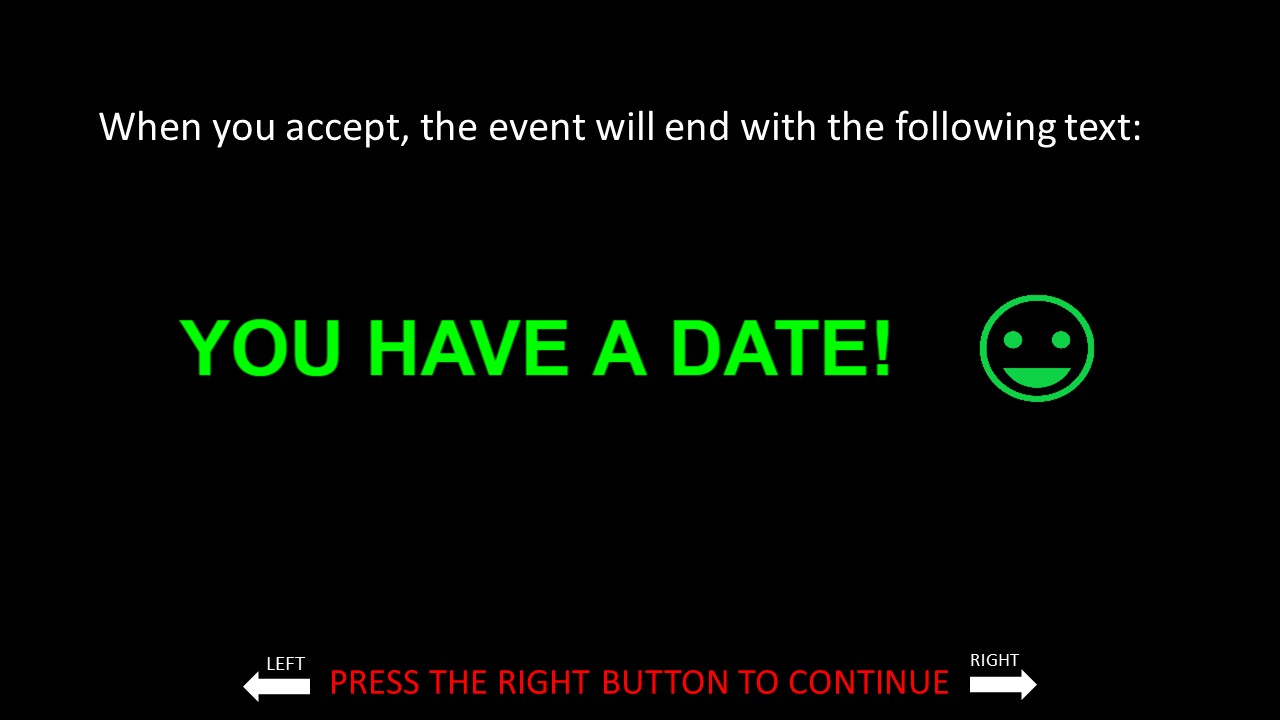 When you accept, the event will end with the following text:
YOU HAVE A DATE!
LEFT
RIGHT
PRESS THE RIGHT BUTTON TO CONTINUE